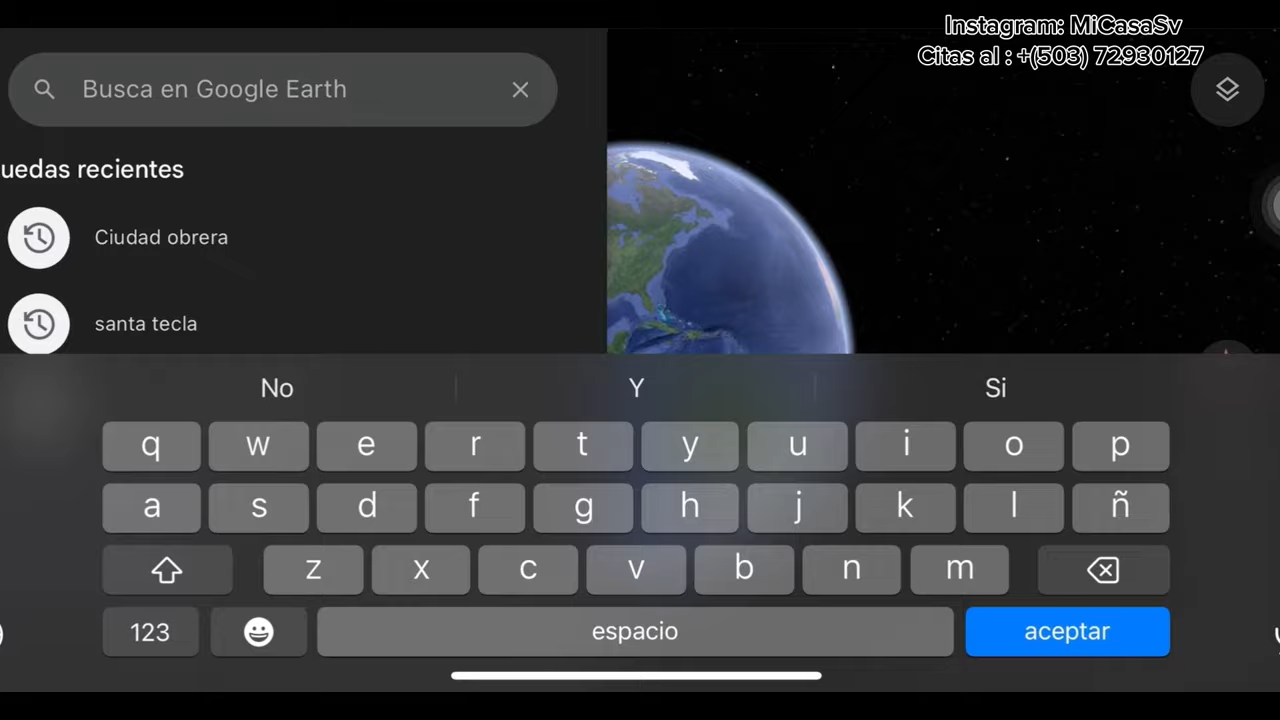 Instagram: MiCasaSv
Citas al : +(503) 72930127
Busca en Google Earth
uedas recientes
Ciudad obrera
santa tecla
No Y Si
q w e r t y u i o p
a s d f g h j k l ñ
z x c v b n m
123 espacio aceptar